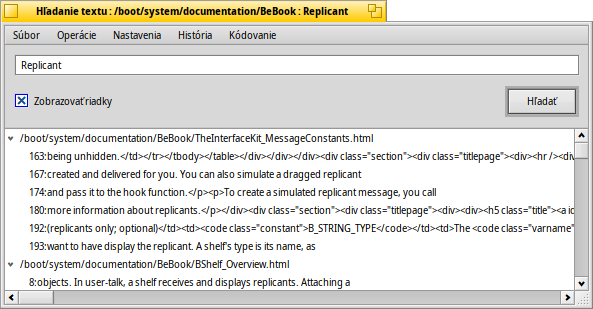 Hľadanie textu : /boot/system/documentation/BeBook : Replicant
Súbor Operácie Nastavenia História Kódovanie
Replicant
Zobrazovať riadky Hľadať
/boot/system/documentation/BeBook/TheInterfaceKit_MessageConstants.html
163:being unhidden.</td></tr></tbody></table></div></div></div><div class="section"><div class="titlepage"><div><hr /><div
167:created and delivered for you. You can also simulate a dragged replicant
174:and pass it to the hook function.</p><p>To create a simulated replicant message, you call
180:more information about replicants.</p></div><div class="section"><div class="titlepage"><div><div><h5 class="title"><a id
192:(replicants only; optional)</td><td><code class="constant">B_STRING_TYPE</code></td><td>The <code class="varname"
193:want to have display the replicant. A shelf's type is its name, as
/boot/system/documentation/BeBook/BShelf_Overview.html
8:objects. In user-talk, a shelf receives and displays replicants. Attaching a